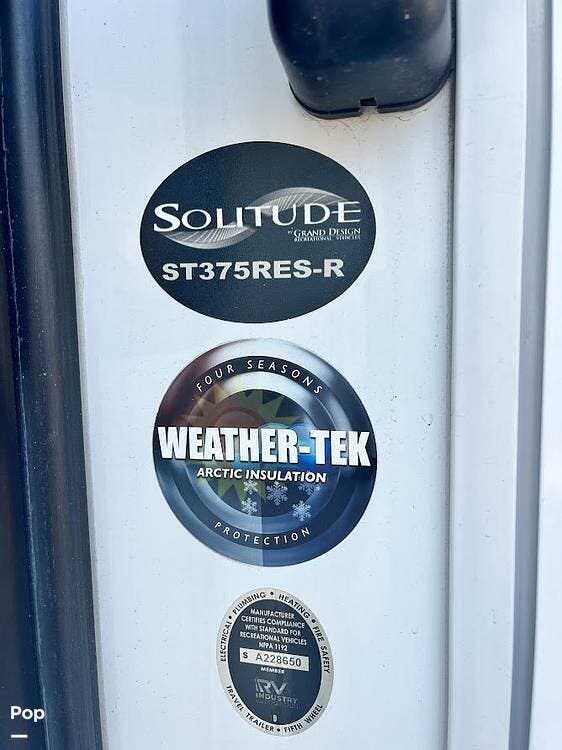 SOLITUDE
BY GRAND DESIGN
RECREATIONAL VEHICLES
ST375RES-R
FOUR SEASONS
WEATHER-TEK
ARCTIC INSULATION
PROTECTION
ELECTRICAL • PLUMBING • HEATING • FIRE SAFETY
MANUFACTURER
CERTIFIES COMPLIANCE
WITH STANDARD FOR
RECREATIONAL VEHICLES
NFPA 1192
S A228650
MEMBER
RV
INDUSTRY
D
TRAVEL TRAILER • FIFTH WHEEL
Pop